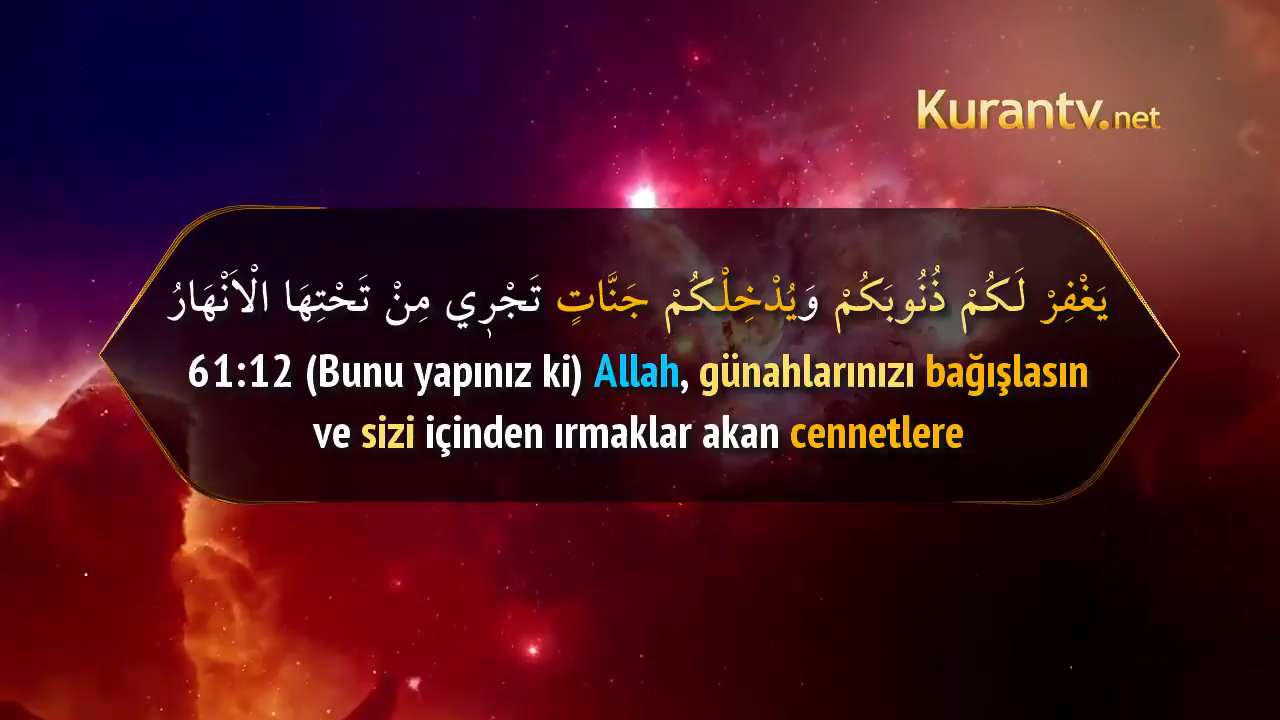 Kurantv.net
يَغْفِرْ لَكُمْ ذُنُوبَكُمْ وَيُدْخِلْكُمْ جَنَّاتٍ تَجْر۪ي مِنْ تَحْتِهَا الْاَنْهَارُ
61:12 (Bunu yapınız ki) Allah, günahlarınızı bağışlasın
ve sizi içinden ırmaklar akan cennetlere